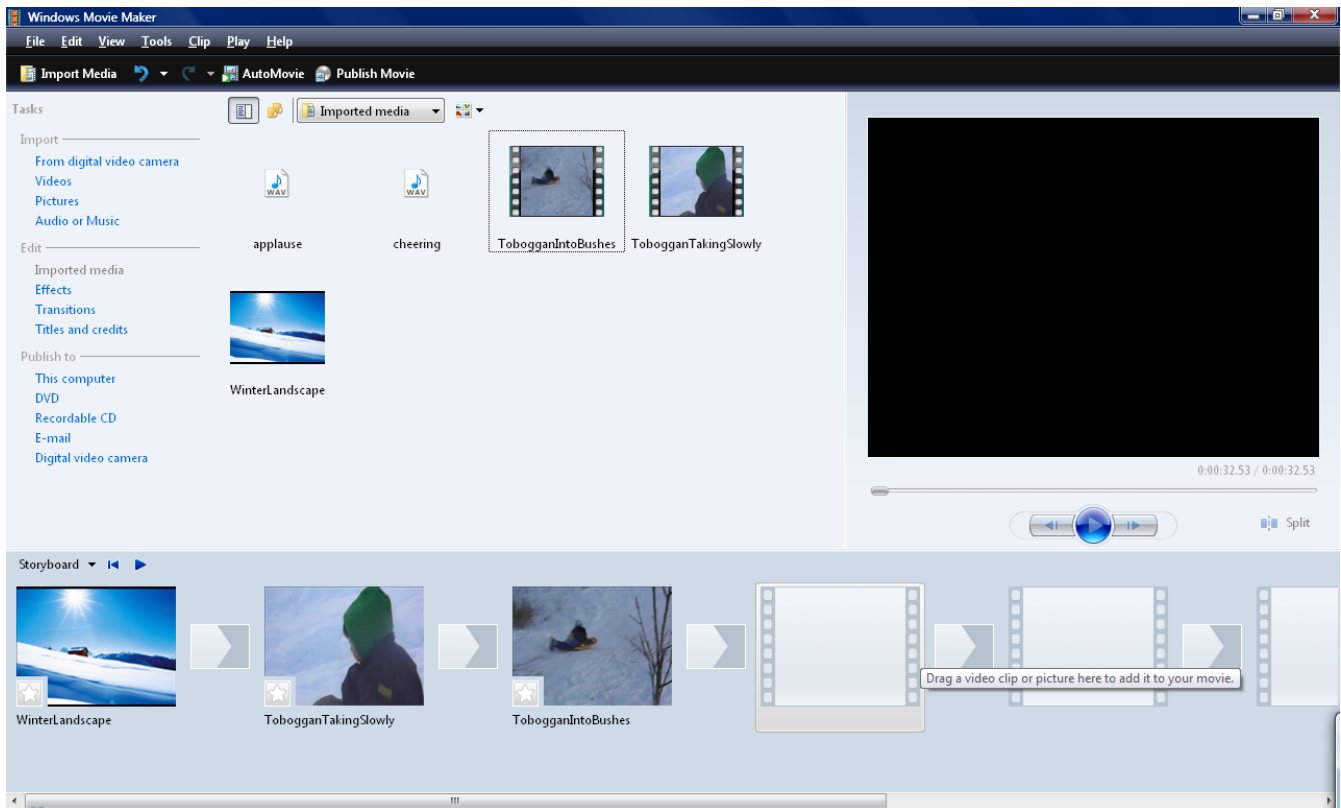 Windows Movie Maker
File Edit View Tools Clip Play Help
Import Media AutoMovie Publish Movie
Tasks
Imported media
Import
From digital video camera
Videos
Pictures
Audio or Music
Edit
Imported media
Effects
Transitions
Titles and credits
Publish to
This computer
DVD
Recordable CD
E-mail
Digital video camera
WAV
WAV
applause
cheering
TobogganIntoBushes
TobogganTakingSlowly
WinterLandscape
0:00:32.53 / 0:00:32.53
Split
Storyboard
Drag a video clip or picture here to add it to your movie.
WinterLandscape
TobogganTakingSlowly
TobogganIntoBushes